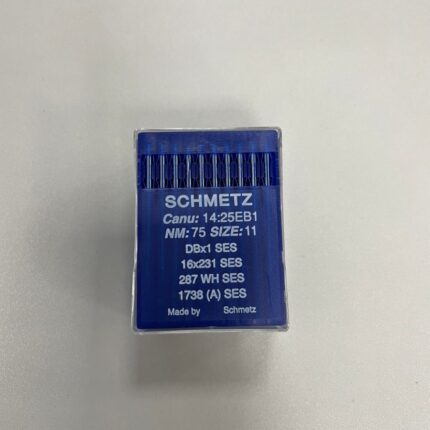 SCHMETZ
Canu: 14:25EB1
NM: 75 SIZE: 11
DBx1 SES
16x231 SES
287 WH SES
1738 (A) SES
Made by Schmetz